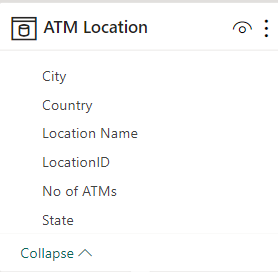 ATM Location
City
Country
Location Name
LocationID
No of ATMs
State
Collapse